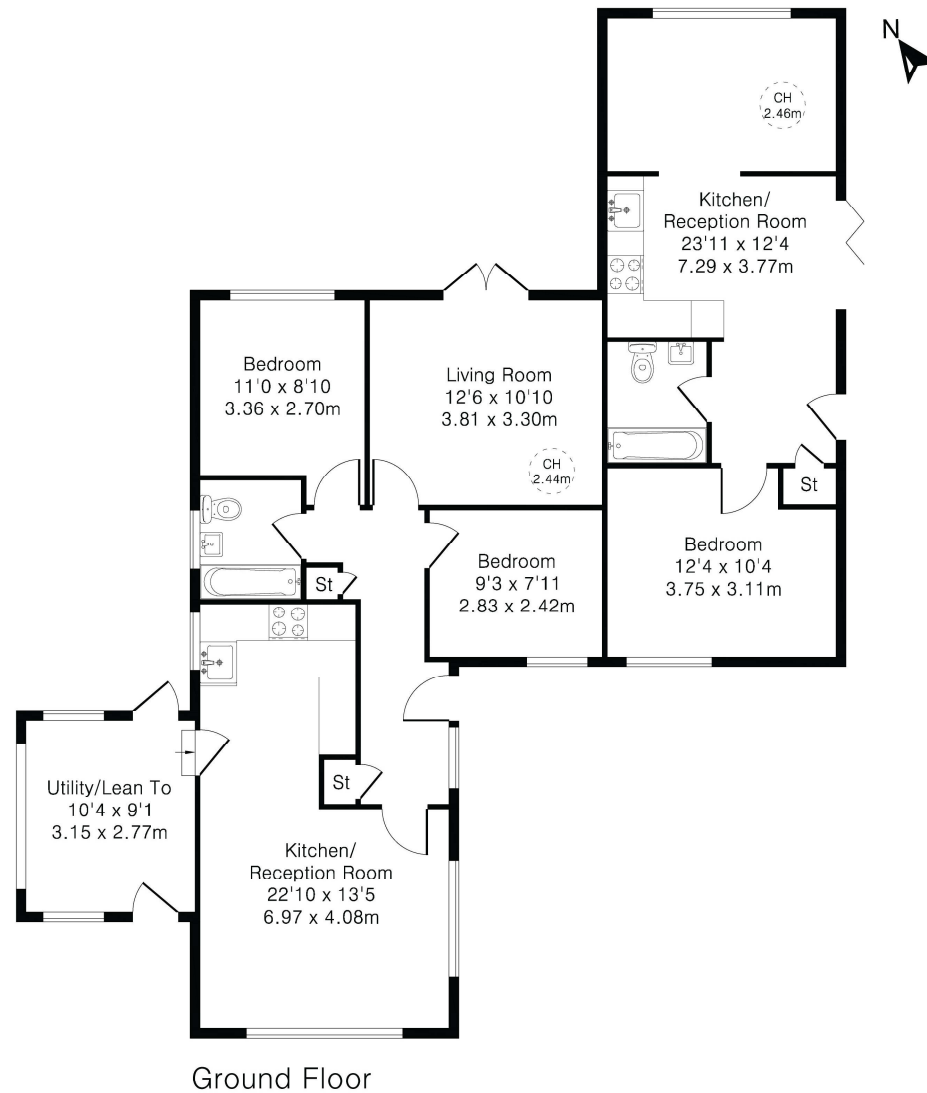 N
CH
2.46m
Kitchen/
Reception Room
23'11 x 12'4
7.29 x 3.77m
Bedroom
11'0 x 8'10
3.36 x 2.70m
Living Room
12'6 x 10'10
3.81 x 3.30m
CH
2.44m
St
Bedroom
12'4 x 10'4
3.75 x 3.11m
Bedroom
9'3 x 7'11
2.83 x 2.42m
St
St
Utility/Lean To
10'4 x 9'1
3.15 x 2.77m
Kitchen/
Reception Room
22'10 x 13'5
6.97 x 4.08m
Ground Floor